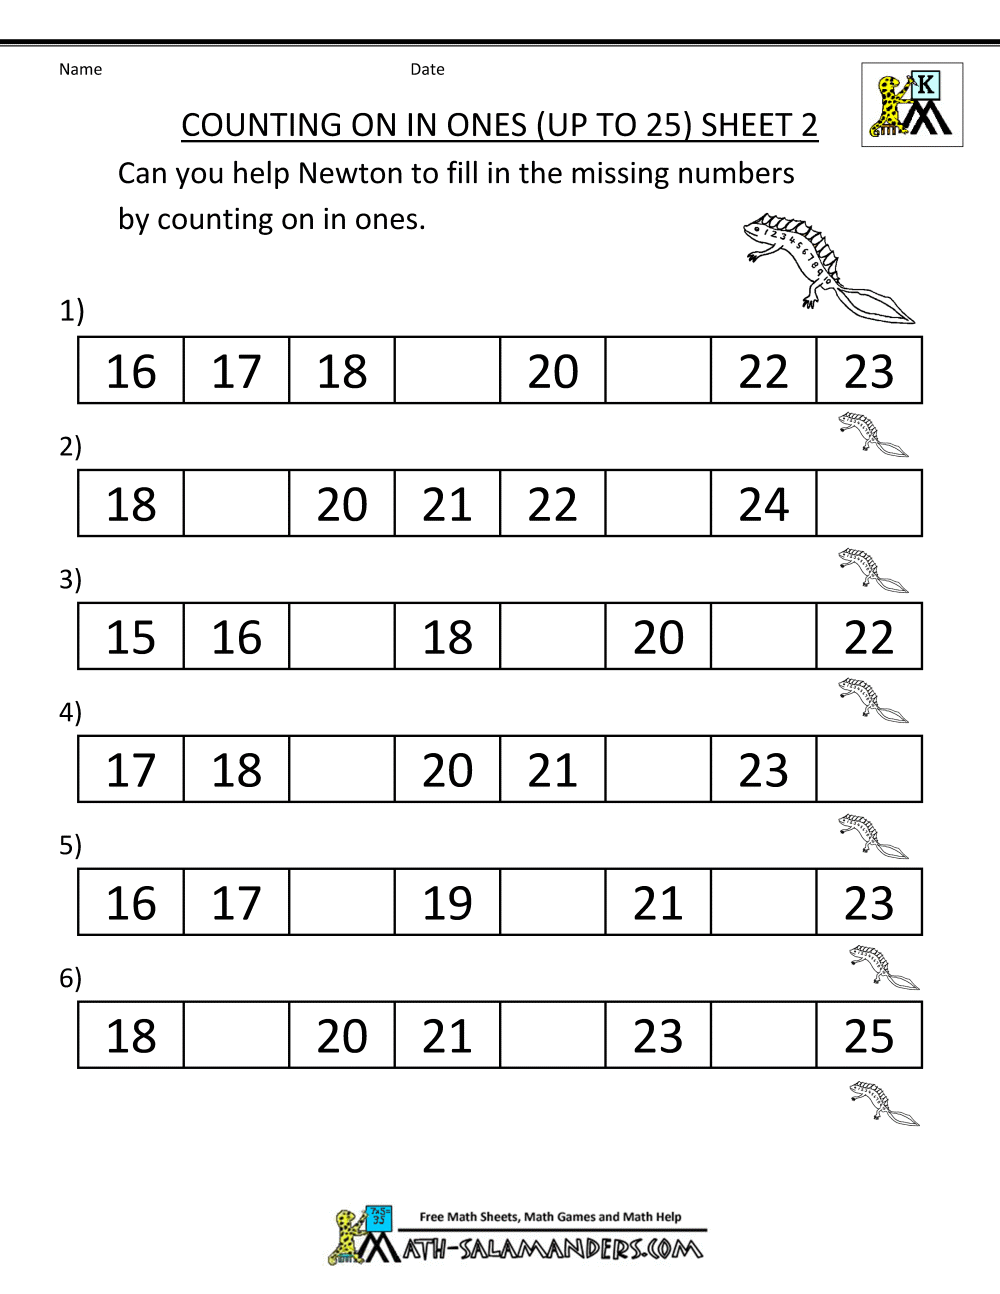 Name Date
K
COUNTING ON IN ONES (UP TO 25) SHEET 2
Can you help Newton to fill in the missing numbers
by counting on in ones.
12345678910
1)
16 17 18 20 22 23
2)
18 20 21 22 24
3)
15 16 18 20 22
4)
17 18 20 21 23
5)
16 17 19 21 23
6)
18 20 21 23 25
7x5=
35
Free Math Sheets, Math Games and Math Help
MATH-SALAMANDERS.COM